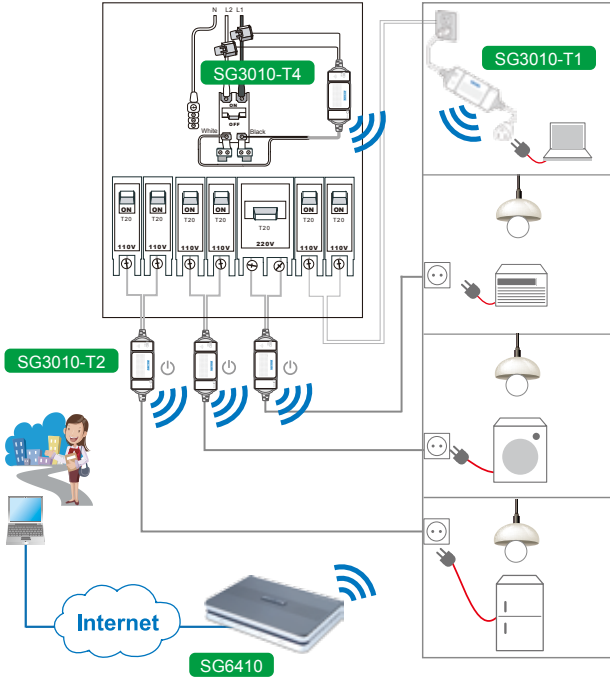 N L2 L1
SG3010-T4
SG3010-T1
ON
OFF
White Black
ON ON ON ON ON ON
T20 T20 T20 T20 T20 T20 T20
110V 110V 110V 110V 220V 110V 110V
SG3010-T2
Internet
SG6410